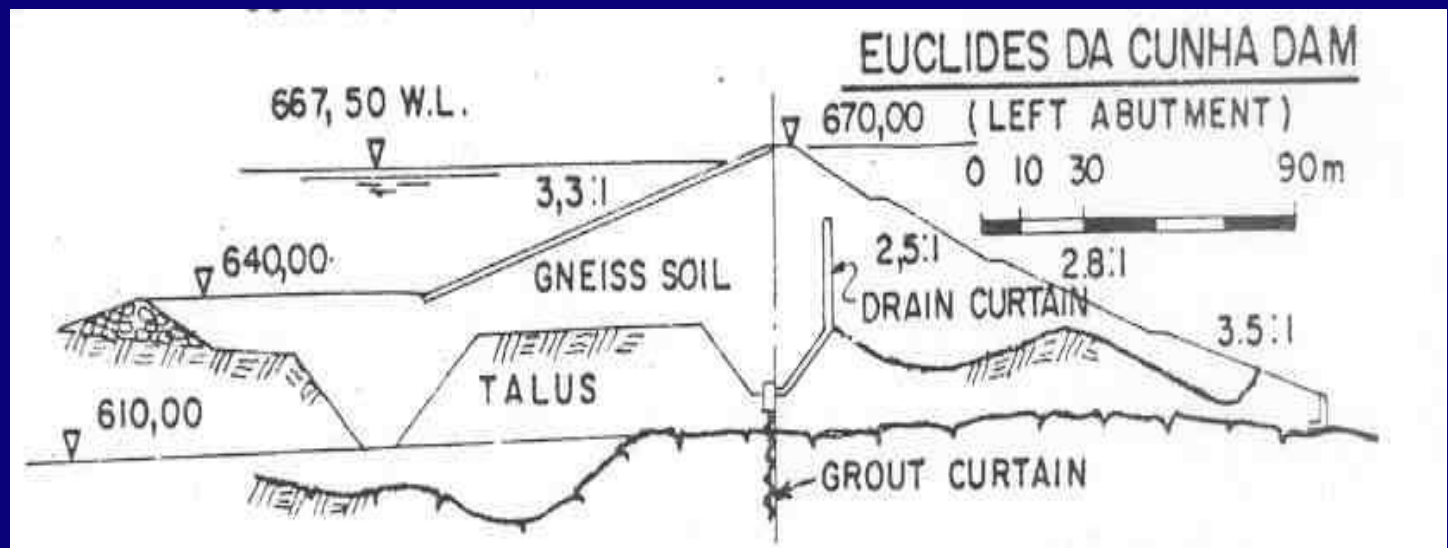 EUCLIDES DA CUNHA DAM
(LEFT ABUTMENT)
667,50 W.L.
670,00
0 10 30 90m
3,3:1
640,00
GNEISS SOIL
2,5:1
2.8:1
DRAIN CURTAIN
3.5:1
TALUS
610,00
GROUT CURTAIN